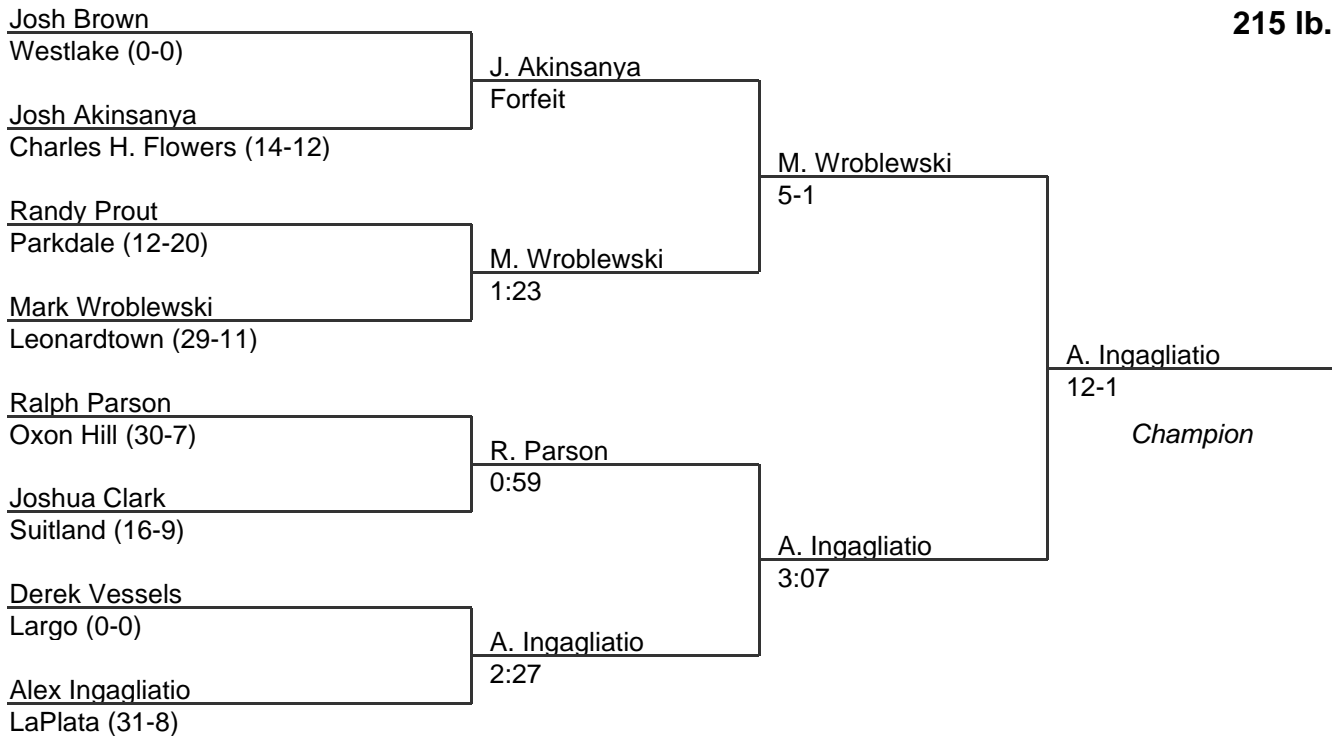 215 lb.
Josh Brown
Westlake (0-0)
J. Akinsanya
Forfeit
Josh Akinsanya
Charles H. Flowers (14-12)
M. Wroblewski
5-1
Randy Prout
Parkdale (12-20)
M. Wroblewski
1:23
Mark Wroblewski
Leonardtown (29-11)
A. Ingagliatio
12-1
Champion
Ralph Parson
Oxon Hill (30-7)
R. Parson
0:59
Joshua Clark
Suitland (16-9)
A. Ingagliatio
3:07
Derek Vessels
Largo (0-0)
A. Ingagliatio
2:27
Alex Ingagliatio
LaPlata (31-8)